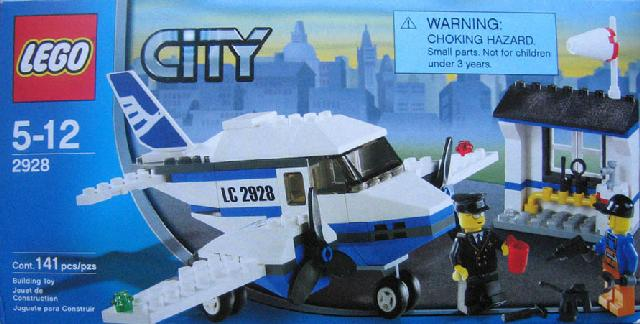 LEGO
CITY
WARNING:
CHOKING HAZARD.
Small parts. Not for children
under 3 years.
5-12
2928
LC 2928
Cont. 141 pcs/pzs
Building Toy
Jouet de
Construction
Juguete para Construir